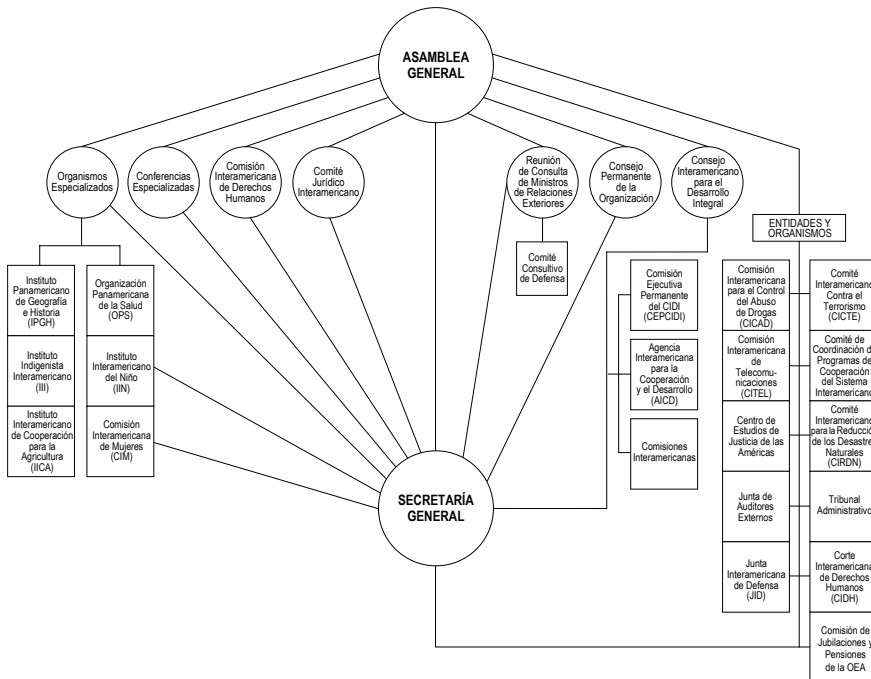 ASAMBLEA
GENERAL
Organismos
Especializados
Conferencias
Especializadas
Comisión
Interamericana
de Derechos
Humanos
Comité
Jurídico
Interamericano
Reunión
de Consulta
de Ministros
de Relaciones
Exteriores
Consejo
Permanente
de la
Organización
Consejo
Interamericano
para el
Desarrollo
Integral
ENTIDADES Y
ORGANISMOS
Comité
Consultivo
de Defensa
Instituto
Panamericano
de Geografía
e Historia
(IPGH)
Organización
Panamericana
de la Salud
(OPS)
Instituto
Indigenista
Interamericano
(III)
Instituto
Interamericano
del Niño
(IIN)
Instituto
Interamericano
de Cooperación
para la
Agricultura
(IICA)
Comisión
Interamericana
de Mujeres
(CIM)
Comisión
Ejecutiva
Permanente
del CIDI
(CEPCIDI)
Agencia
Interamericana
para la
Cooperación
y el Desarrollo
(AICD)
Comisiones
Interamericanas
Comisión
Interamericana
para el Control
del Abuso
de Drogas
(CICAD)
Comité
Interamericano
Contra el
Terrorismo
(CICTE)
Comisión
Interamericana
de
Telecomu-
nicaciones
(CITEL)
Comité de
Coordinación de
Programas de
Cooperación
del Sistema
Interamericano
Centro de
Estudios de
Justicia de las
Américas
Comité
Interamericano
para la Reducción
de los Desastres
Naturales
(CIRDN)
Junta de
Auditores
Externos
Tribunal
Administrativo
Junta
Interamericana
de Defensa
(JID)
Corte
Interamericana
de Derechos
Humanos
(CIDH)
Comisión de
Jubilaciones y
Pensiones
de la OEA
SECRETARÍA
GENERAL